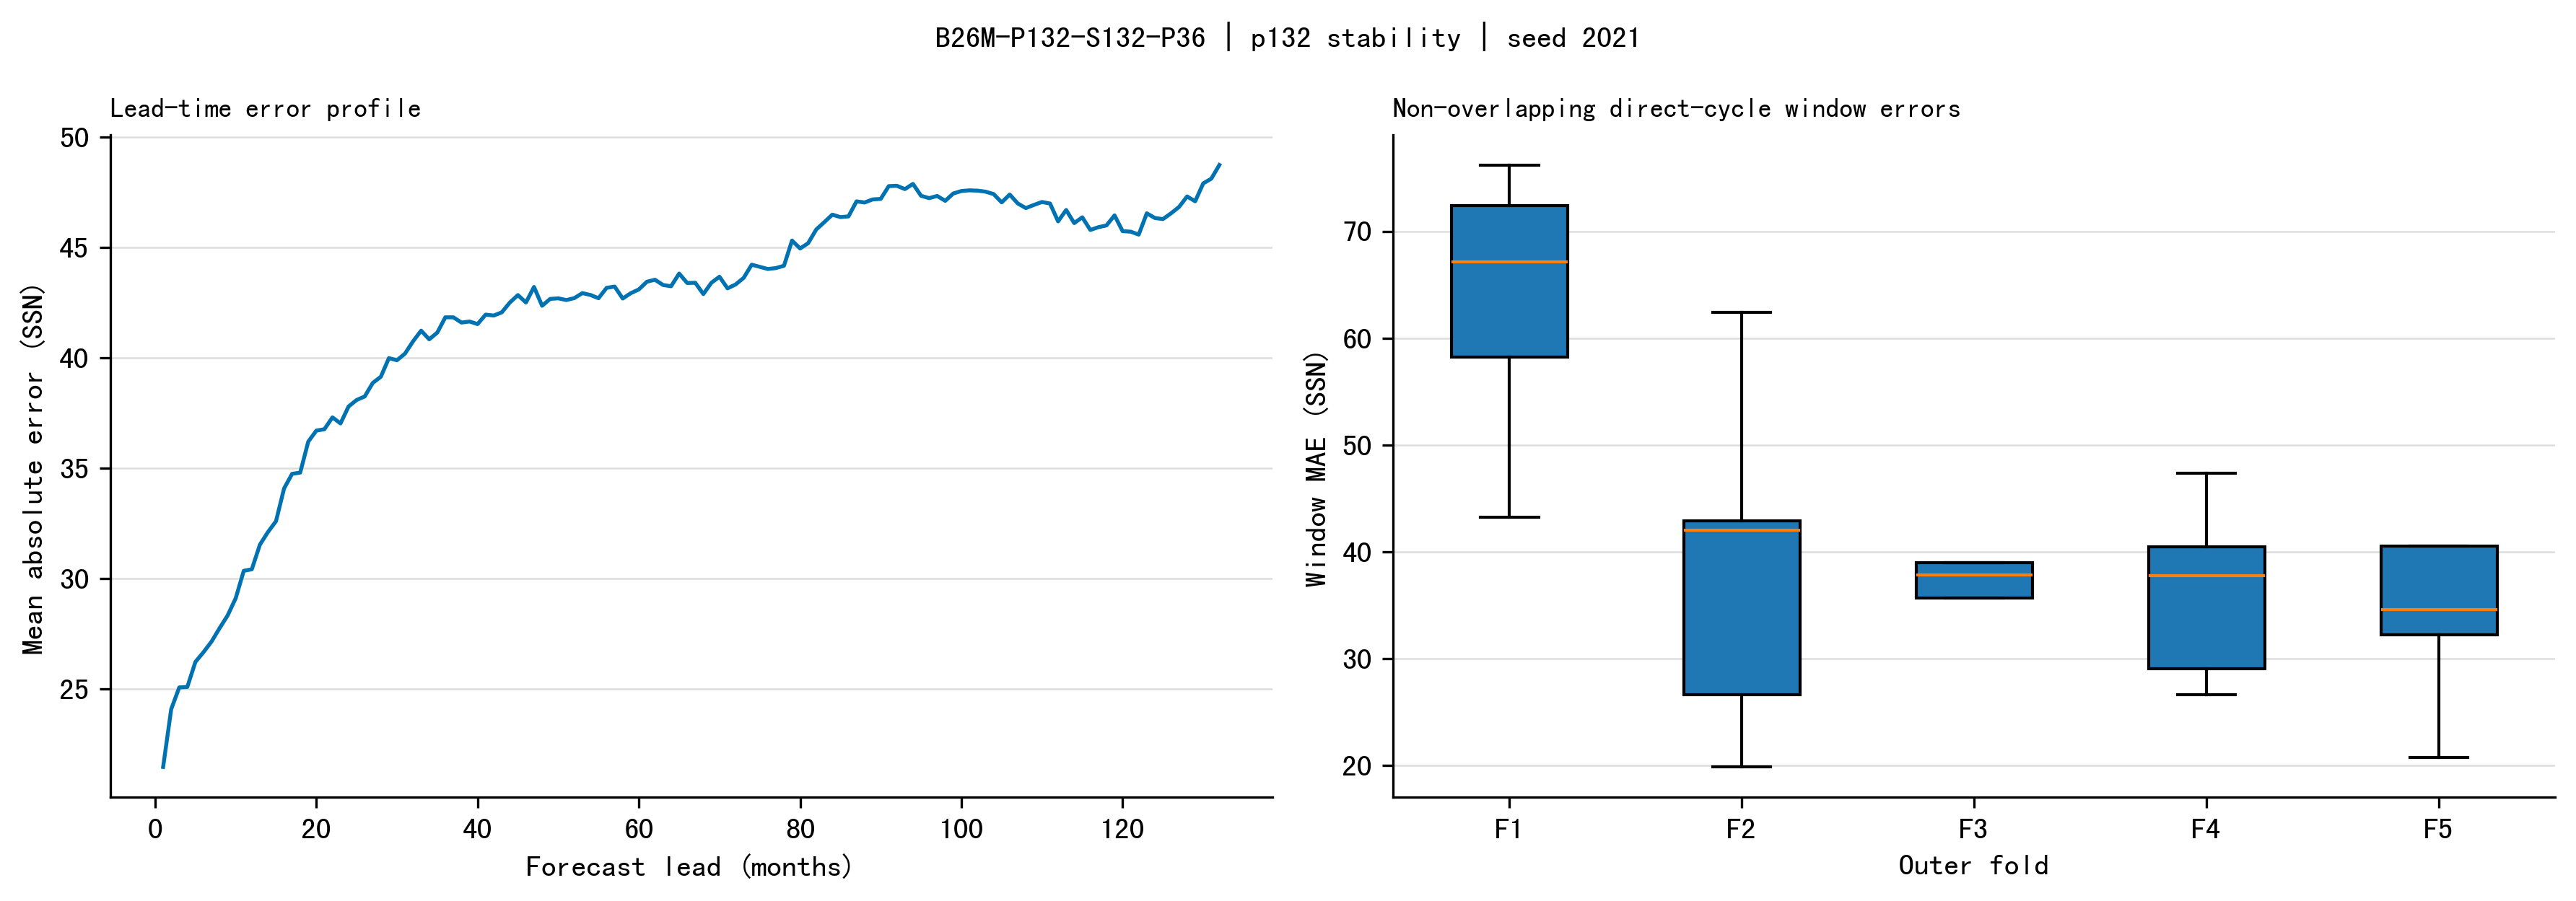 B26M-P132-S132-P36 | p132 stability | seed 2021
Lead-time error profile
50
45
40
35
30
25
Mean absolute error (SSN)
0 20 40 60 80 100 120
Forecast lead (months)
Non-overlapping direct-cycle window errors
70
60
50
40
30
20
Window MAE (SSN)
F1 F2 F3 F4 F5
Outer fold